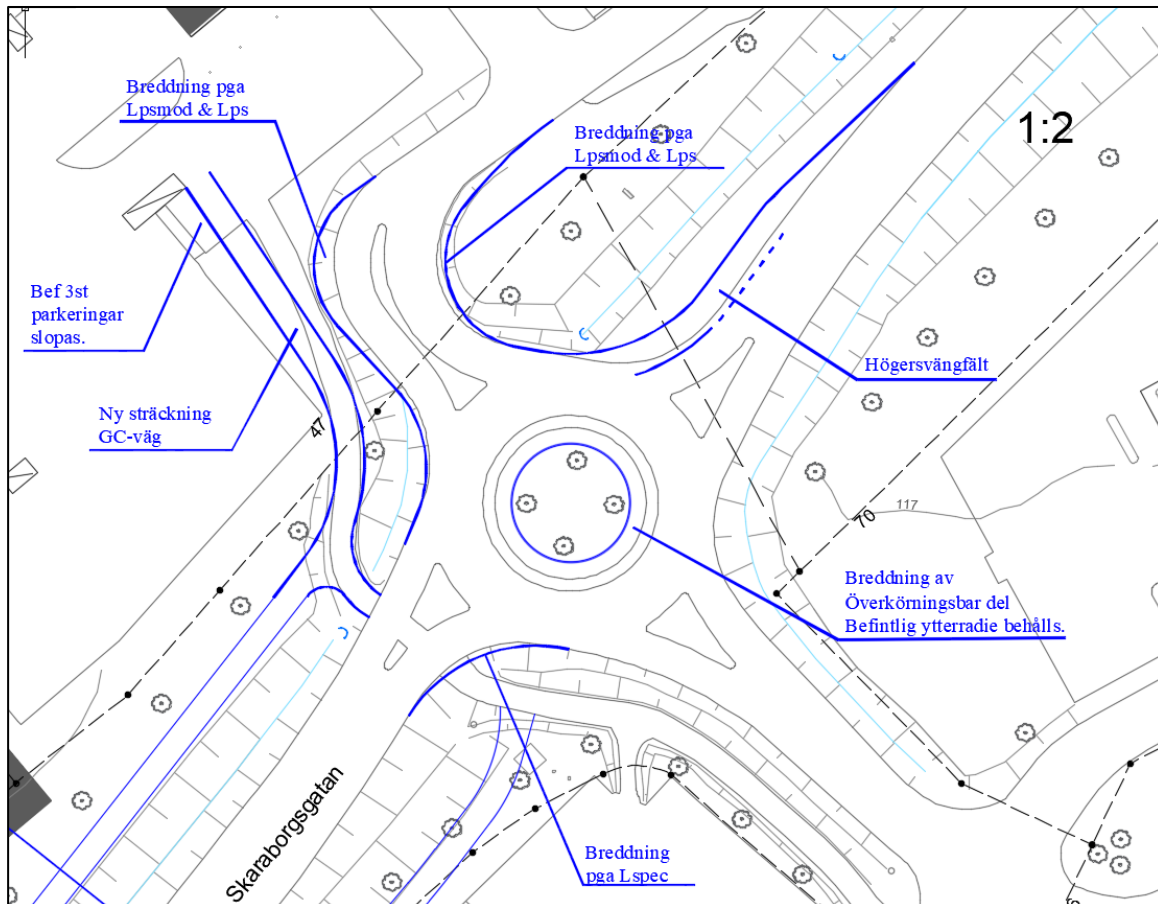 Breddning pga
Lpsmod & Lps
Breddning pga
Lpsmod & Lps
1:2
Bef 3st
parkeringar
slopas.
Högersvängfält
Ny sträckning
GC-väg
47
117
70
Breddning av
Överkörningsbar del
Befintlig ytterradie behålls.
Skaraborgsgatan
Breddning
pga Lspec